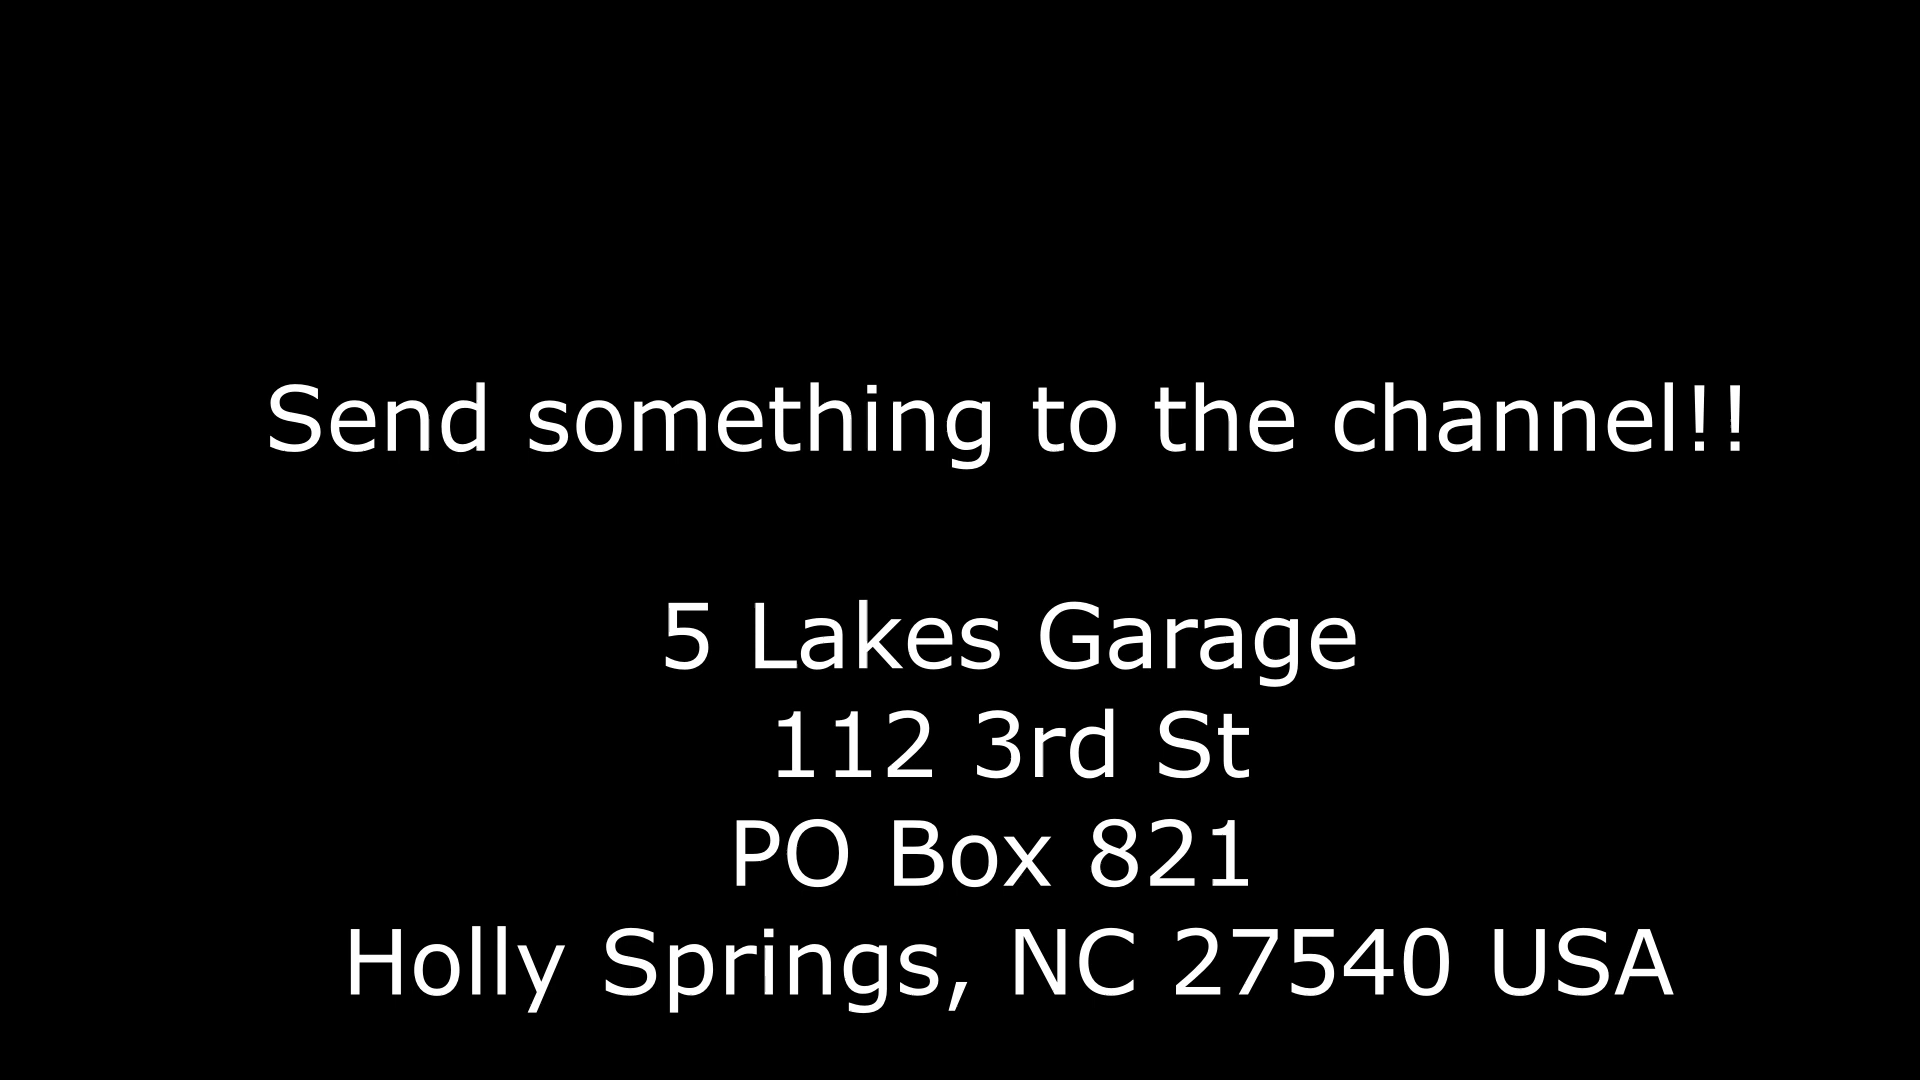 Send something to the channel!!
5 Lakes Garage
112 3rd St
PO Box 821
Holly Springs, NC 27540 USA